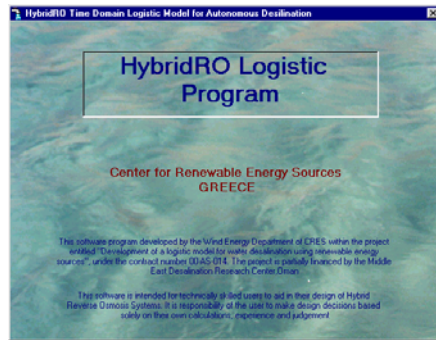 HybridRO Time Domain Logistic Model for Autonomous Desilination
HybridRO Logistic
Program
Center for Renewable Energy Sources
GREECE
This software program developed by the Wind Energy Department of CRES within the project
entitled "Development of a logistic model for water desalination using renewable energy
sources", under the contract number 00-AS-014. The project is partially financed by the Middle
East Desalination Research Center, Oman
This software is intended for technically skilled users to aid in their design of Hybrid
Reverse Osmosis Systems. It is responsibility of the user to make design decisions based
solely on their own calculations, experience and judgement